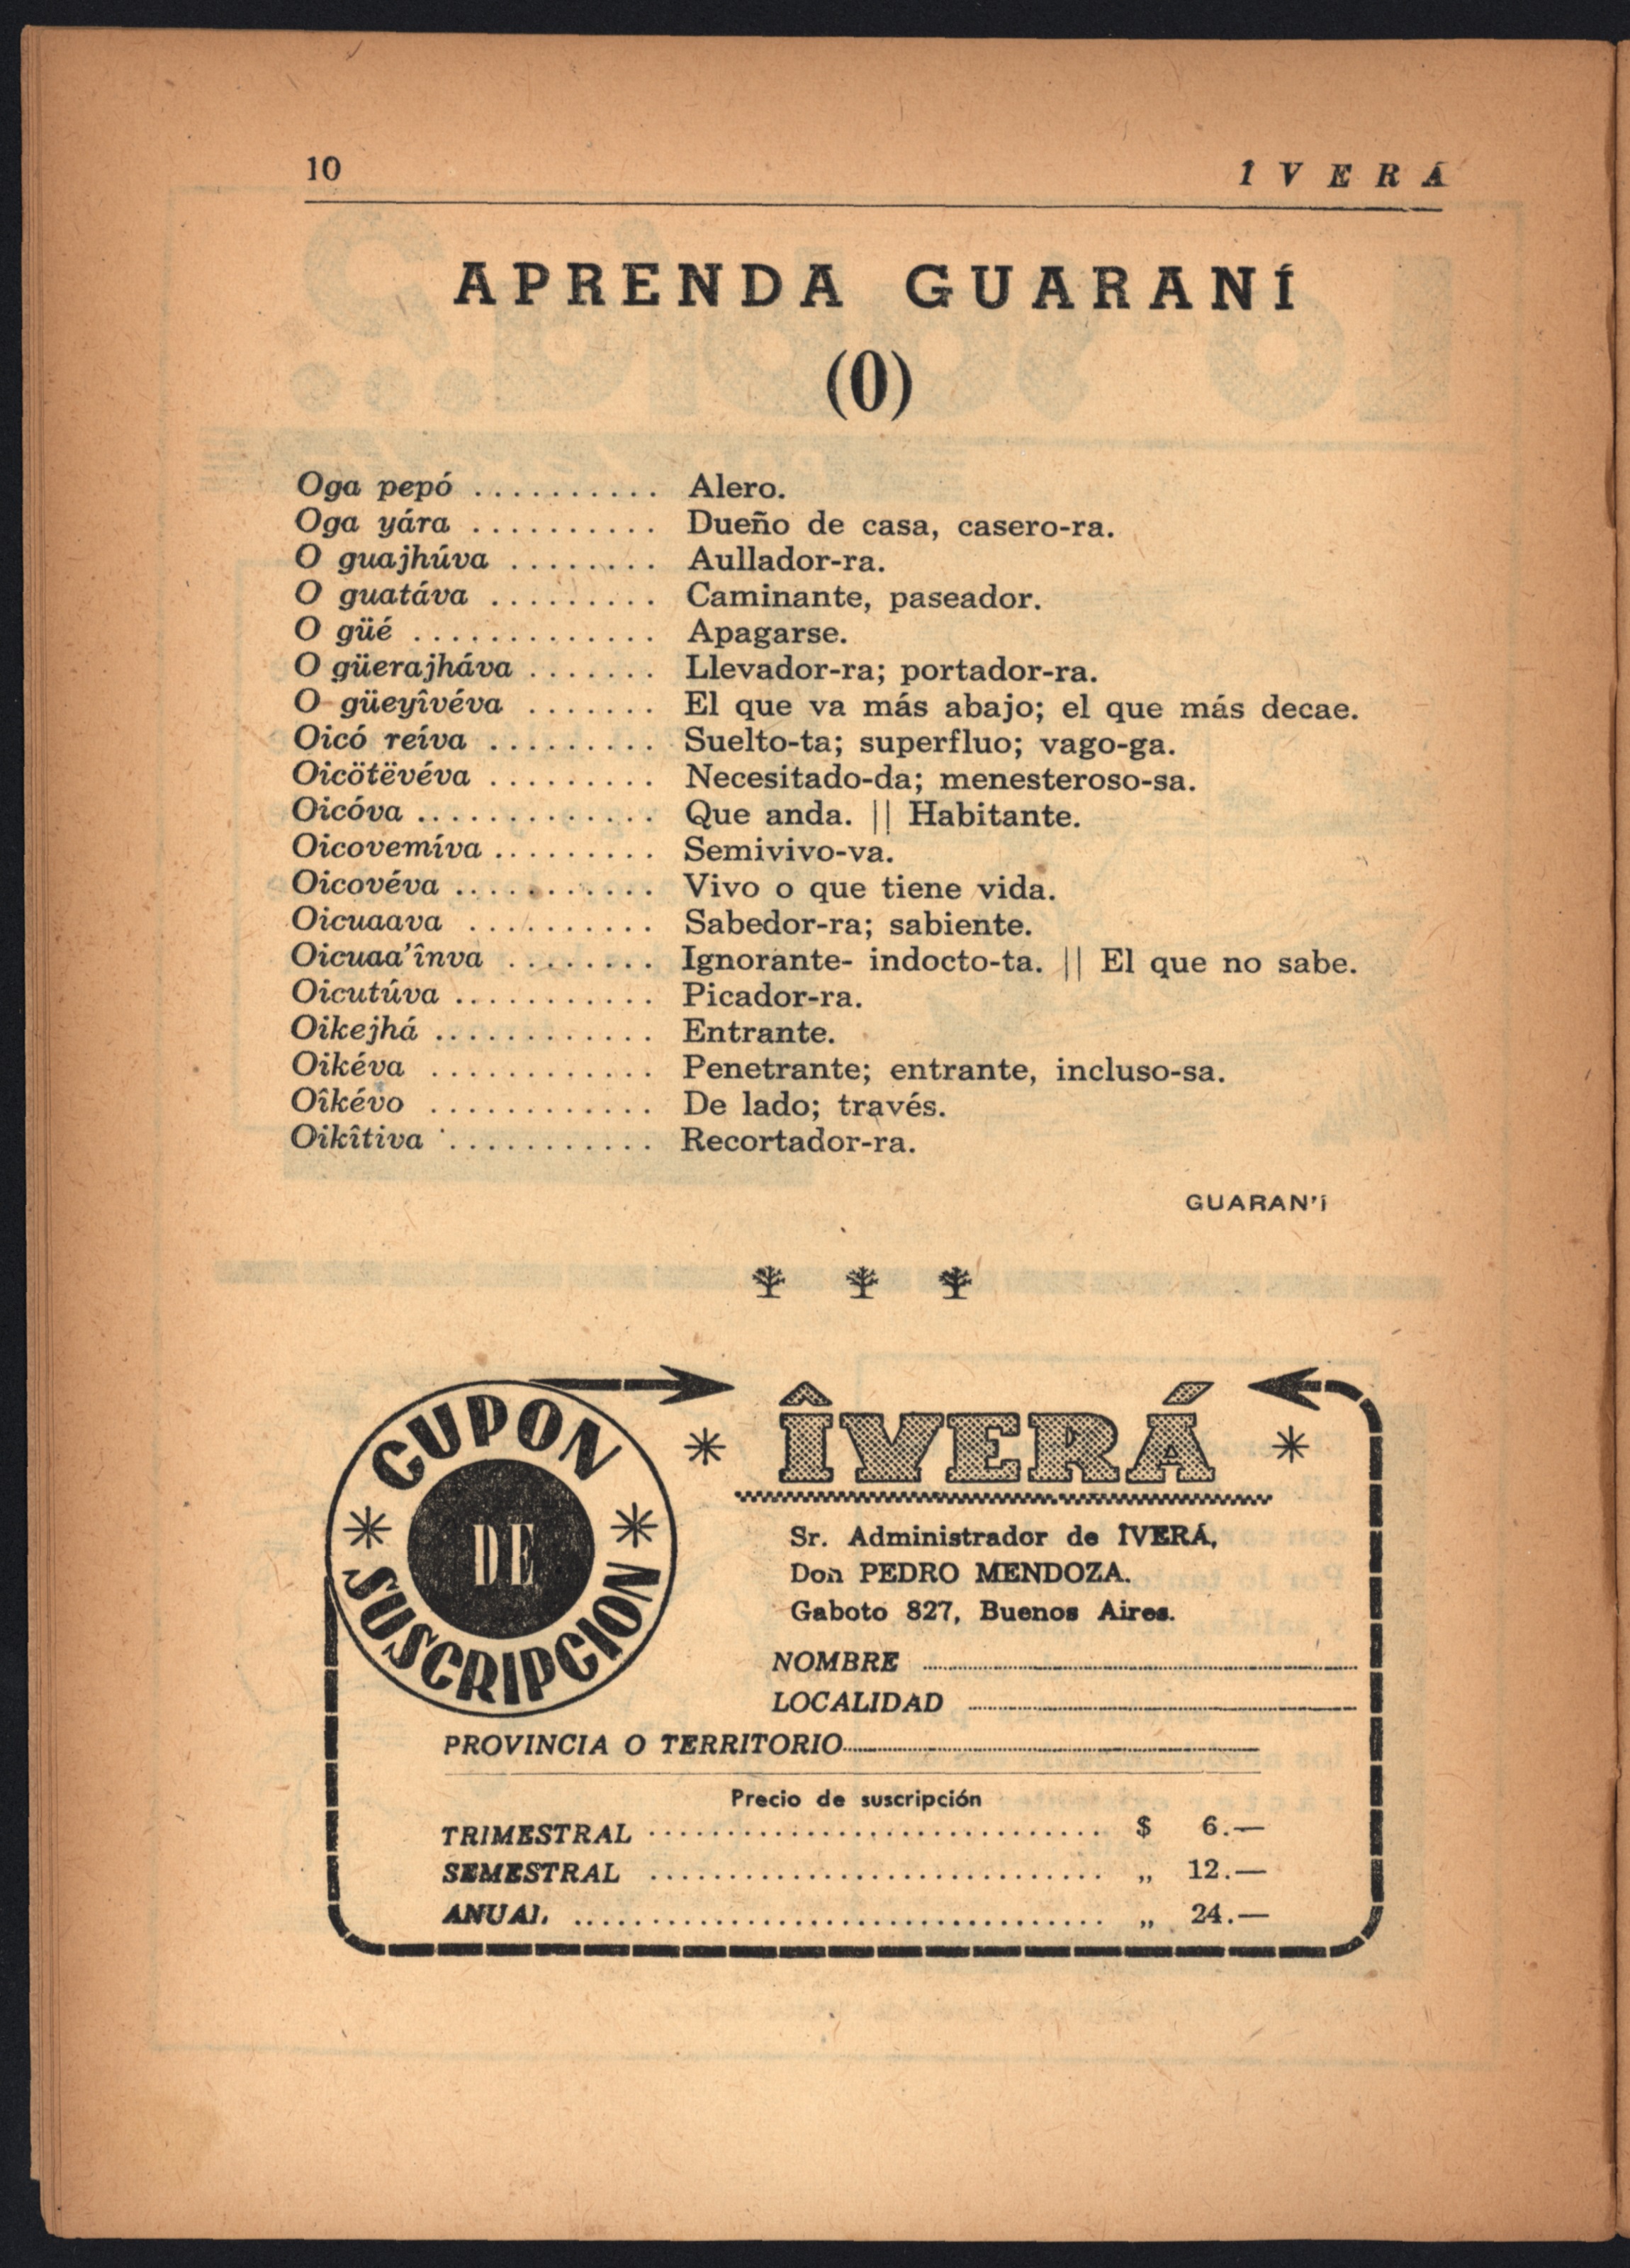 10
ÎVERÁ
APRENDA GUARANÍ
(O)
Oga pepó .......... Alero.
Oga yára .......... Dueño de casa, casero-ra.
O guajhúva ........ Aullador-ra.
O guatáva ......... Caminante, paseador.
O güé ............. Apagarse.
O güerajháva ....... Llevador-ra; portador-ra.
O güeyîvéva ....... El que va más abajo; el que más decae.
Oicó reíva ......... Suelto-ta; superfluo; vago-ga.
Oicötëvéva ......... Necesitado-da; menesteroso-sa.
Oicóva ............. Que anda. || Habitante.
Oicovemíva ......... Semivivo-va.
Oicovéva ........... Vivo o que tiene vida.
Oicuaava .......... Sabedor-ra; sabiente.
Oicuaa'înva ........ Ignorante- indocto-ta. || El que no sabe.
Oicutúva ........... Picador-ra.
Oikejhá ............ Entrante.
Oikéva ............ Penetrante; entrante, incluso-sa.
Oîkévo ............ De lado; través.
Oikîtiva ........... Recortador-ra.
GUARAN'Í
CUPON
DE
SUSCRIPCION
ÎVERÁ
Sr. Administrador de ÎVERÁ,
Don PEDRO MENDOZA.
Gaboto 827, Buenos Aires.
NOMBRE
LOCALIDAD
PROVINCIA O TERRITORIO
Precio de suscripción
TRIMESTRAL ............................. $ 6.—
SEMESTRAL ............................. „ 12.—
ANUAL .................................. „ 24.—